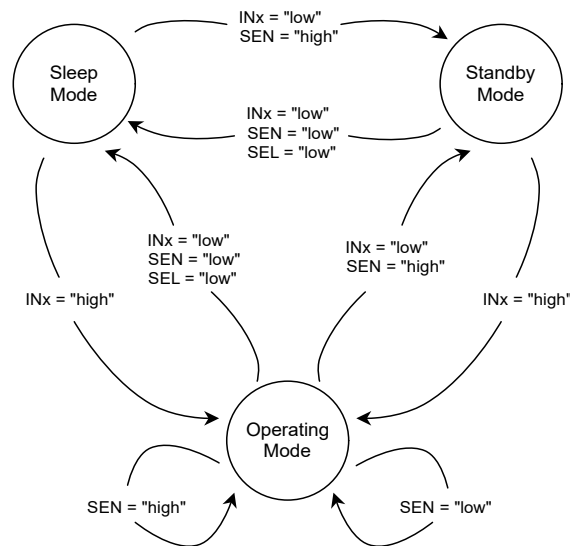 INx = "low"
SEN = "high"
Sleep
Mode
Standby
Mode
INx = "low"
SEN = "low"
SEL = "low"
INx = "low"
SEN = "low"
SEL = "low"
INx = "low"
SEN = "high"
INx = "high"
INx = "high"
Operating
Mode
SEN = "high"
SEN = "low"